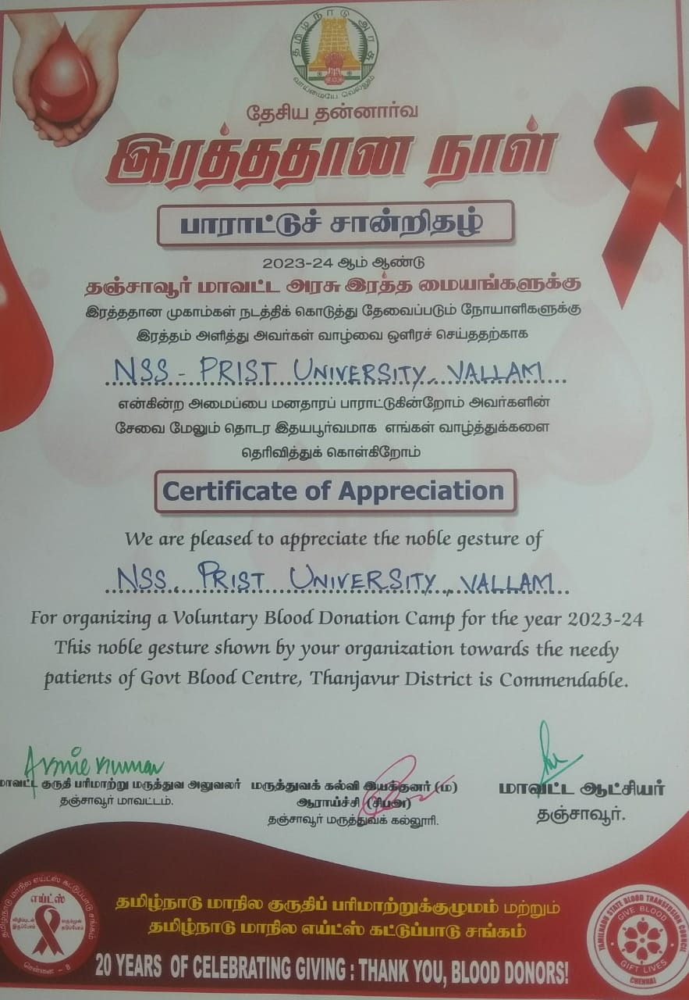 தமிழ்நாடு அரசு
வாய்மையே வெல்லும்
தேசிய தன்னார்வ
இரத்ததான நாள்
பாராட்டுச் சான்றிதழ்
2023-24 ஆம் ஆண்டு
தஞ்சாவூர் மாவட்ட அரசு இரத்த மையங்களுக்கு
இரத்ததான முகாம்கள் நடத்திக் கொடுத்து தேவைப்படும் நோயாளிகளுக்கு
இரத்தம் அளித்து அவர்கள் வாழ்வை ஒளிரச் செய்ததற்காக
NSS - PRIST UNIVERSITY, VALLAM
என்கின்ற அமைப்பை மனதாரப் பாராட்டுகின்றோம் அவர்களின்
சேவை மேலும் தொடர இதயபூர்வமாக எங்கள் வாழ்த்துக்களை
தெரிவித்துக் கொள்கிறோம்
Certificate of Appreciation
We are pleased to appreciate the noble gesture of
NSS, PRIST UNIVERSITY, VALLAM
For organizing a Voluntary Blood Donation Camp for the year 2023-24
This noble gesture shown by your organization towards the needy
patients of Govt Blood Centre, Thanjavur District is Commendable.
மாவட்ட குருதி பரிமாற்று மருத்துவ அலுவலர்
தஞ்சாவூர் மாவட்டம்.
மருத்துவக் கல்வி இயக்குனர் (ம)
ஆராய்ச்சி (சிபஅ)
தஞ்சாவூர் மருத்துவக் கல்லூரி.
மாவட்ட ஆட்சியர்
தஞ்சாவூர்.
தமிழ்நாடு மாநில எய்ட்ஸ் கட்டுப்பாடு சங்கம்
எய்ட்ஸ்
சென்னை - 8
தமிழ்நாடு மாநில குருதிப் பரிமாற்றுக்குழுமம் மற்றும்
தமிழ்நாடு மாநில எய்ட்ஸ் கட்டுப்பாடு சங்கம்
20 YEARS OF CELEBRATING GIVING : THANK YOU, BLOOD DONORS!
TAMILNADU STATE BLOOD TRANSFUSION COUNCIL
GIVE BLOOD
GIFT LIVES
CHENNAI